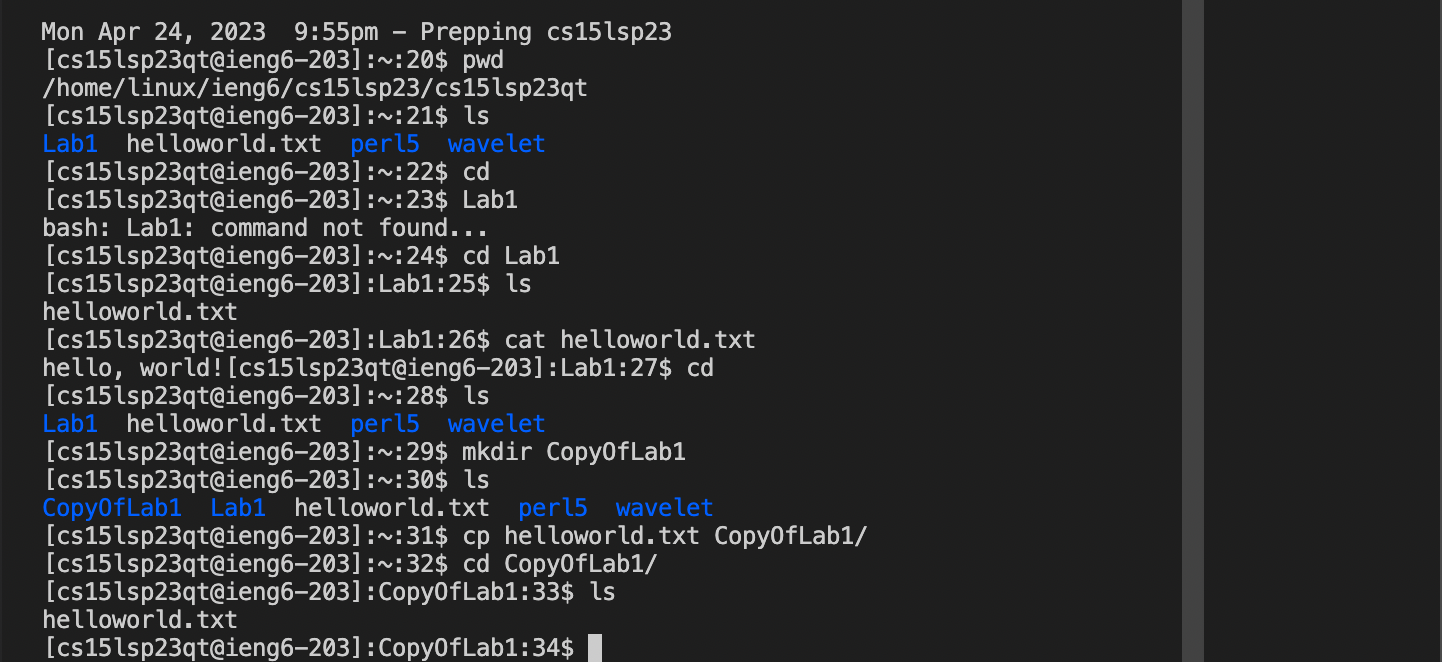 Mon Apr 24, 2023  9:55pm – Prepping cs15lsp23
[cs15lsp23qt@ieng6-203]:~:20$ pwd
/home/linux/ieng6/cs15lsp23/cs15lsp23qt
[cs15lsp23qt@ieng6-203]:~:21$ ls
Lab1  helloworld.txt  perl5  wavelet
[cs15lsp23qt@ieng6-203]:~:22$ cd
[cs15lsp23qt@ieng6-203]:~:23$ Lab1
bash: Lab1: command not found...
[cs15lsp23qt@ieng6-203]:~:24$ cd Lab1
[cs15lsp23qt@ieng6-203]:Lab1:25$ ls
helloworld.txt
[cs15lsp23qt@ieng6-203]:Lab1:26$ cat helloworld.txt
hello, world![cs15lsp23qt@ieng6-203]:Lab1:27$ cd
[cs15lsp23qt@ieng6-203]:~:28$ ls
Lab1  helloworld.txt  perl5  wavelet
[cs15lsp23qt@ieng6-203]:~:29$ mkdir CopyOfLab1
[cs15lsp23qt@ieng6-203]:~:30$ ls
CopyOfLab1  Lab1  helloworld.txt  perl5  wavelet
[cs15lsp23qt@ieng6-203]:~:31$ cp helloworld.txt CopyOfLab1/
[cs15lsp23qt@ieng6-203]:~:32$ cd CopyOfLab1/
[cs15lsp23qt@ieng6-203]:CopyOfLab1:33$ ls
helloworld.txt
[cs15lsp23qt@ieng6-203]:CopyOfLab1:34$